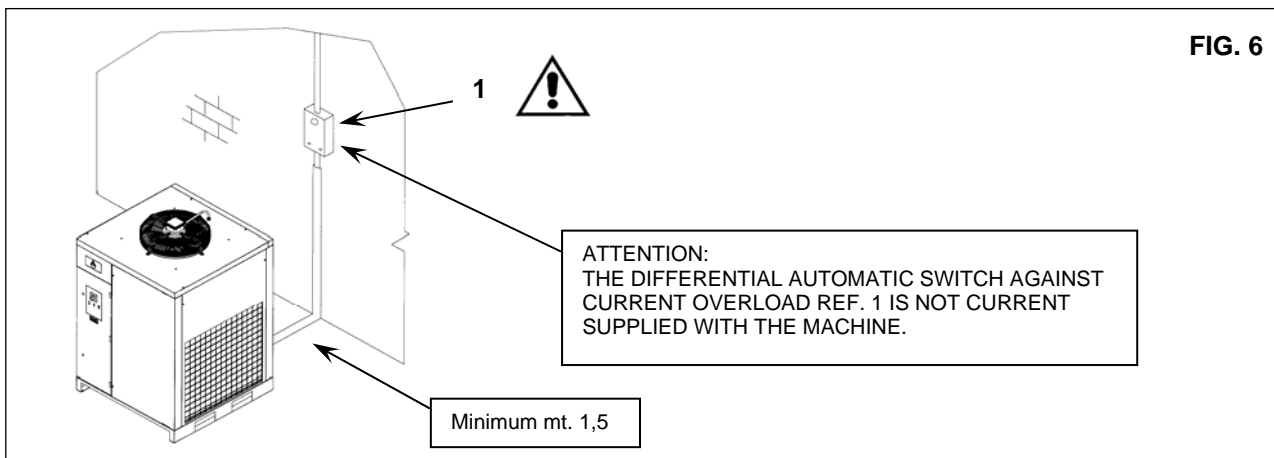 FIG. 6
1
ATTENTION:
THE DIFFERENTIAL AUTOMATIC SWITCH AGAINST
CURRENT OVERLOAD REF. 1 IS NOT CURRENT
SUPPLIED WITH THE MACHINE.
Minimum mt. 1,5